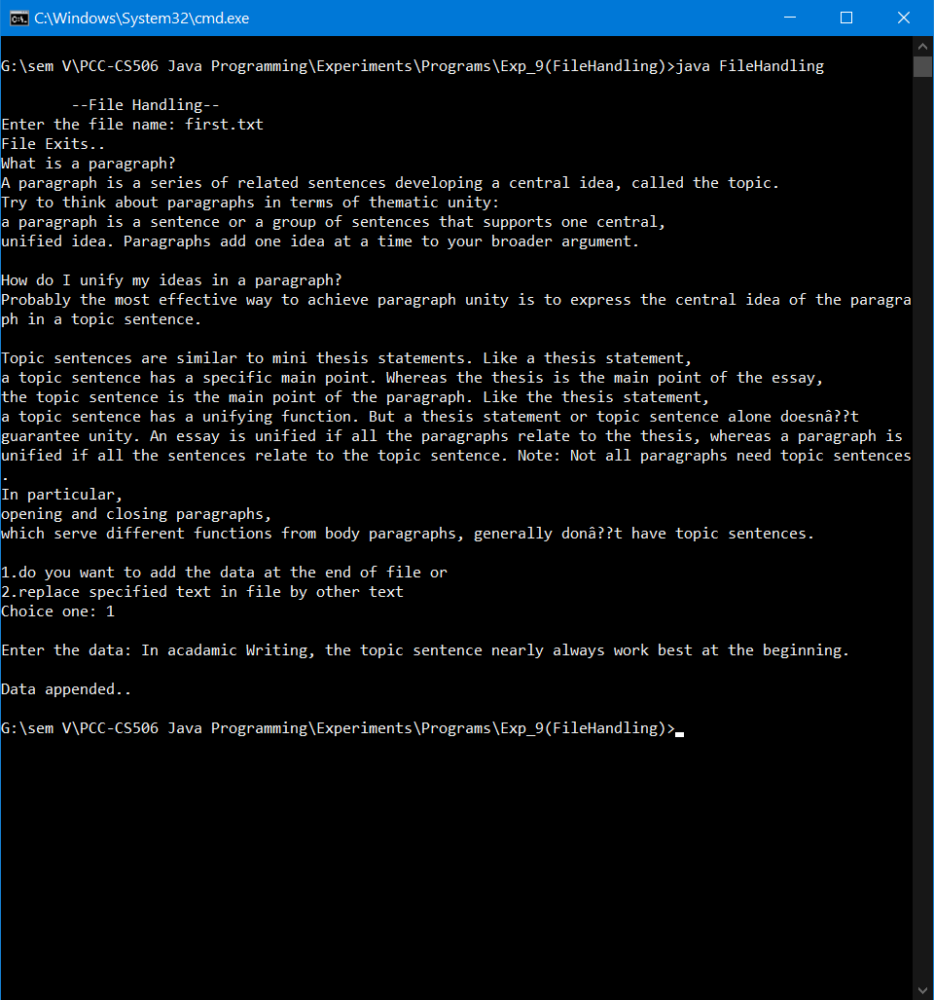 C:\Windows\System32\cmd.exe
G:\sem V\PCC-CS506 Java Programming\Experiments\Programs\Exp_9(FileHandling)>java FileHandling
--File Handling--
Enter the file name: first.txt
File Exits..
What is a paragraph?
A paragraph is a series of related sentences developing a central idea, called the topic.
Try to think about paragraphs in terms of thematic unity:
a paragraph is a sentence or a group of sentences that supports one central,
unified idea. Paragraphs add one idea at a time to your broader argument.
How do I unify my ideas in a paragraph?
Probably the most effective way to achieve paragraph unity is to express the central idea of the paragra
ph in a topic sentence.
Topic sentences are similar to mini thesis statements. Like a thesis statement,
a topic sentence has a specific main point. Whereas the thesis is the main point of the essay,
the topic sentence is the main point of the paragraph. Like the thesis statement,
a topic sentence has a unifying function. But a thesis statement or topic sentence alone doesnâ??t
guarantee unity. An essay is unified if all the paragraphs relate to the thesis, whereas a paragraph is
unified if all the sentences relate to the topic sentence. Note: Not all paragraphs need topic sentences
.
In particular,
opening and closing paragraphs,
which serve different functions from body paragraphs, generally donâ??t have topic sentences.
1.do you want to add the data at the end of file or
2.replace specified text in file by other text
Choice one: 1
Enter the data: In acadamic Writing, the topic sentence nearly always work best at the beginning.
Data appended..
G:\sem V\PCC-CS506 Java Programming\Experiments\Programs\Exp_9(FileHandling)>